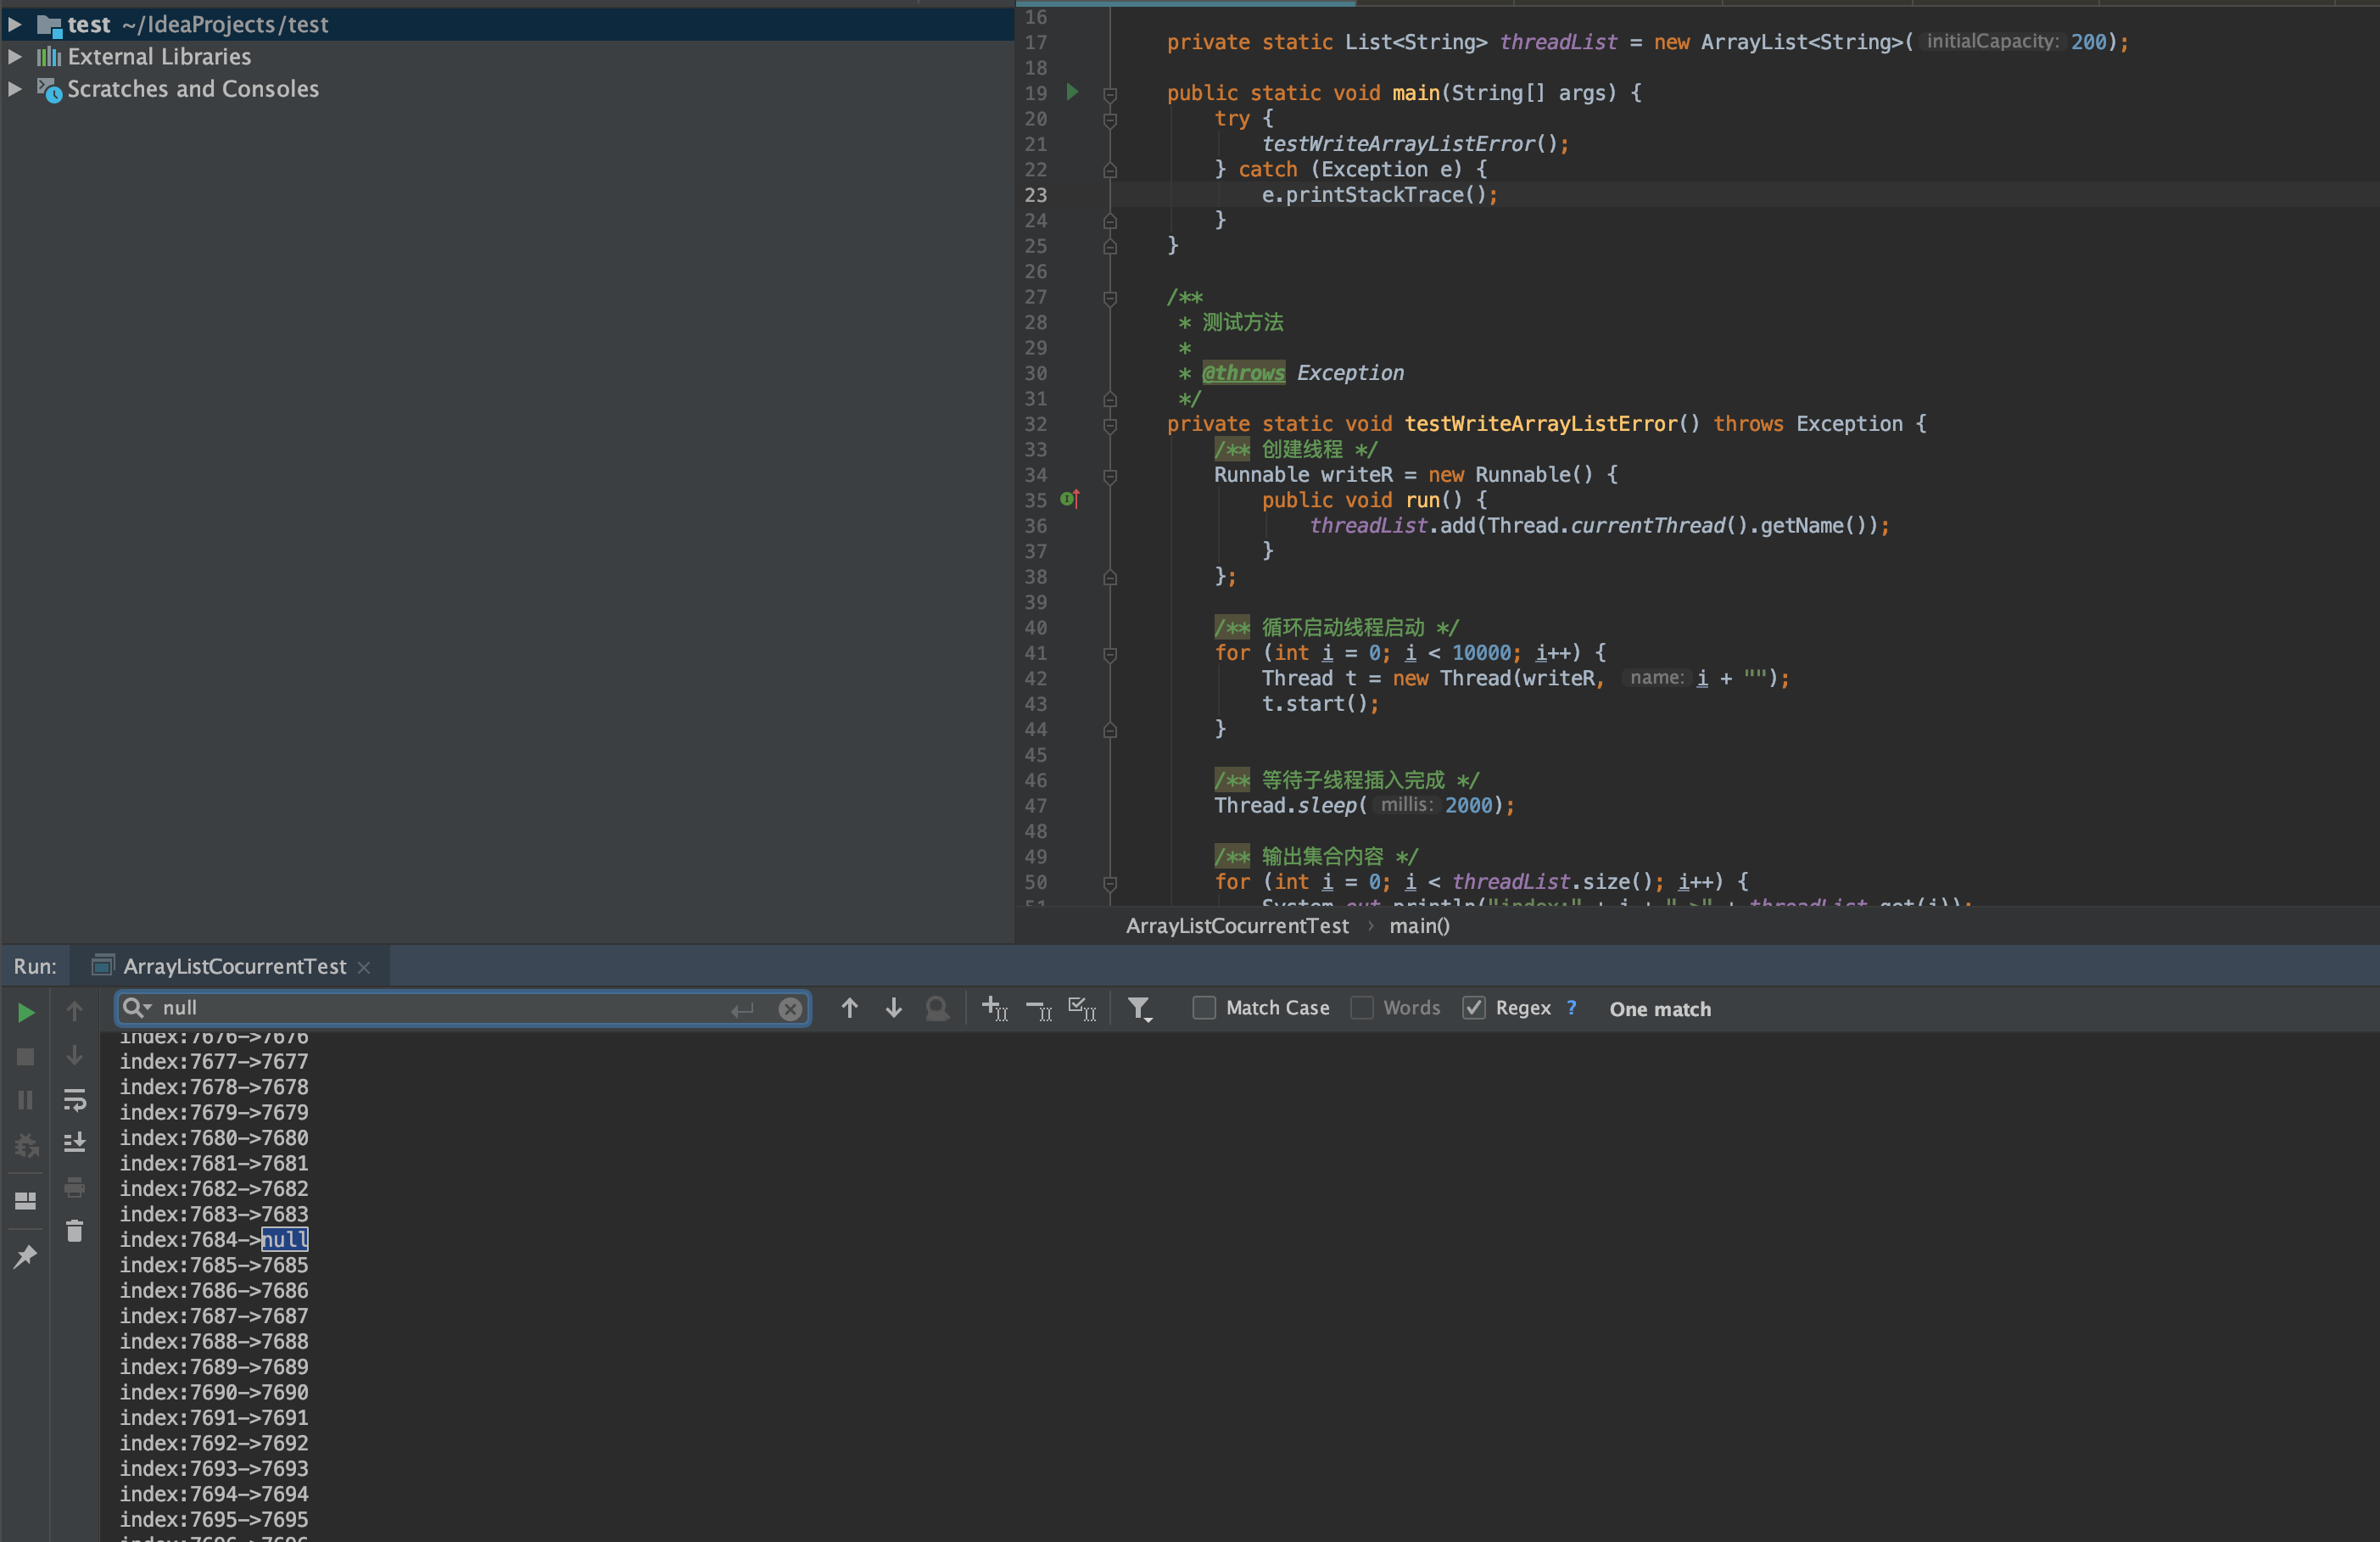 test ~/IdeaProjects/test
External Libraries
Scratches and Consoles
16
17 private static List<String> threadList = new ArrayList<String>( initialCapacity: 200);
18
19 public static void main(String[] args) {
20 try {
21 testWriteArrayListError();
22 } catch (Exception e) {
23 e.printStackTrace();
24 }
25 }
26
27 /**
28 * 测试方法
29 *
30 * @throws Exception
31 */
32 private static void testWriteArrayListError() throws Exception {
33 /** 创建线程 */
34 Runnable writeR = new Runnable() {
35 public void run() {
36 threadList.add(Thread.currentThread().getName());
37 }
38 };
39
40 /** 循环启动线程启动 */
41 for (int i = 0; i < 10000; i++) {
42 Thread t = new Thread(writeR, name: i + "");
43 t.start();
44 }
45
46 /** 等待子线程插入完成 */
47 Thread.sleep( millis: 2000);
48
49 /** 输出集合内容 */
50 for (int i = 0; i < threadList.size(); i++) {
51 System.out.println("index:" + i + "->" + threadList.get(i));
ArrayListCocurrentTest › main()
Run: ArrayListCocurrentTest
null Match Case Words Regex ? One match
index:7676->7676
index:7677->7677
index:7678->7678
index:7679->7679
index:7680->7680
index:7681->7681
index:7682->7682
index:7683->7683
index:7684->null
index:7685->7685
index:7686->7686
index:7687->7687
index:7688->7688
index:7689->7689
index:7690->7690
index:7691->7691
index:7692->7692
index:7693->7693
index:7694->7694
index:7695->7695
index:7696->7696